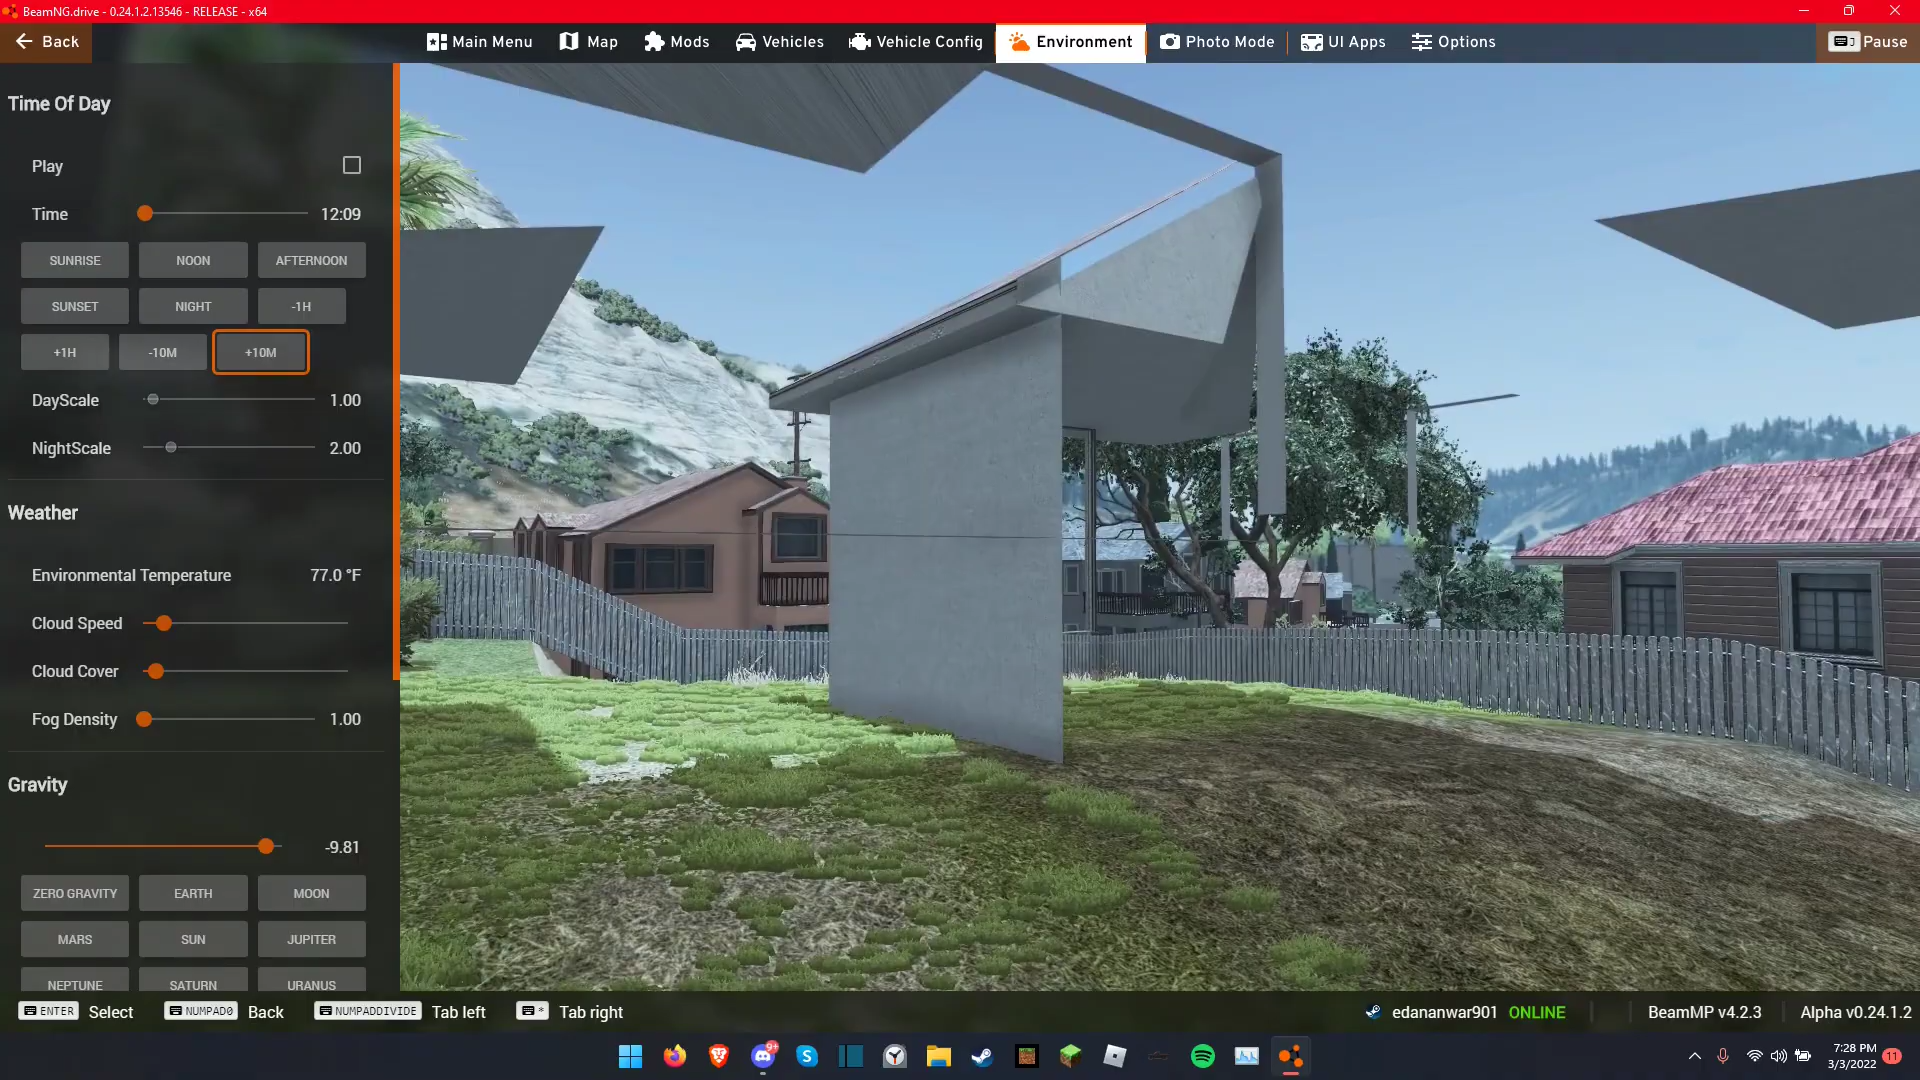 BeamNG.drive - 0.24.1.2.13546 - RELEASE - x64
Back
Main Menu
Map
Mods
Vehicles
Vehicle Config
Environment
Photo Mode
UI Apps
Options
J
Pause
Time Of Day
Play
Time 12:09
SUNRISE NOON AFTERNOON
SUNSET NIGHT -1H
+1H -10M +10M
DayScale 1.00
NightScale 2.00
Weather
Environmental Temperature 77.0 °F
Cloud Speed
Cloud Cover
Fog Density 1.00
Gravity
-9.81
ZERO GRAVITY EARTH MOON
MARS SUN JUPITER
NEPTUNE SATURN URANUS
ENTER Select NUMPAD0 Back NUMPADDIVIDE Tab left * Tab right
edananwar901 ONLINE
BeamMP v4.2.3
Alpha v0.24.1.2
9+
7:28 PM
3/3/2022
11